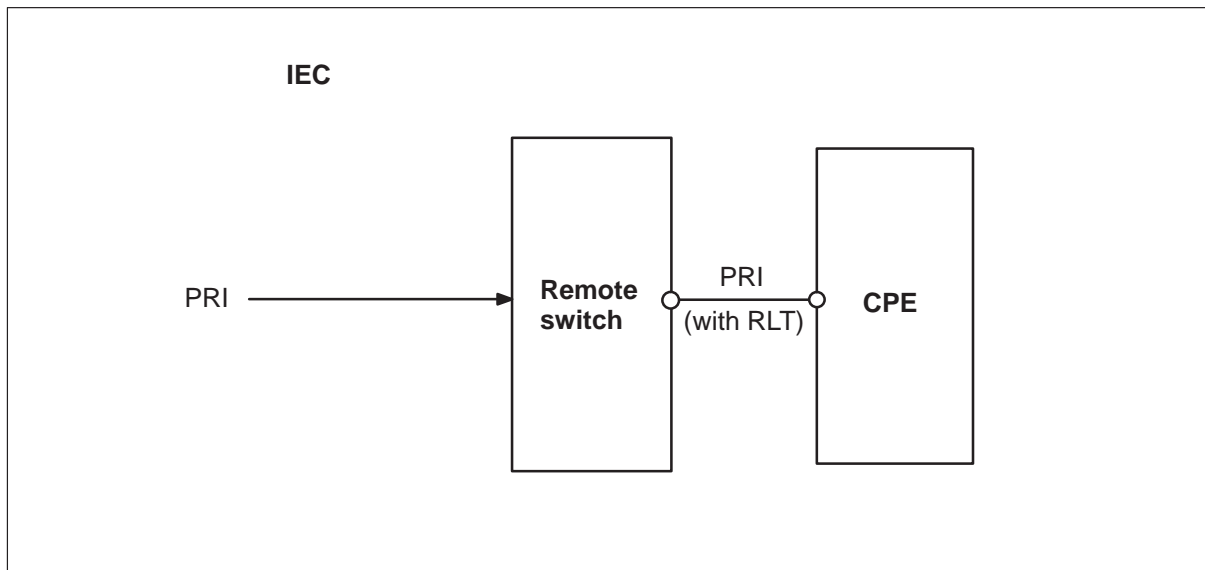 IEC
PRI
Remote
switch
PRI
(with RLT)
CPE